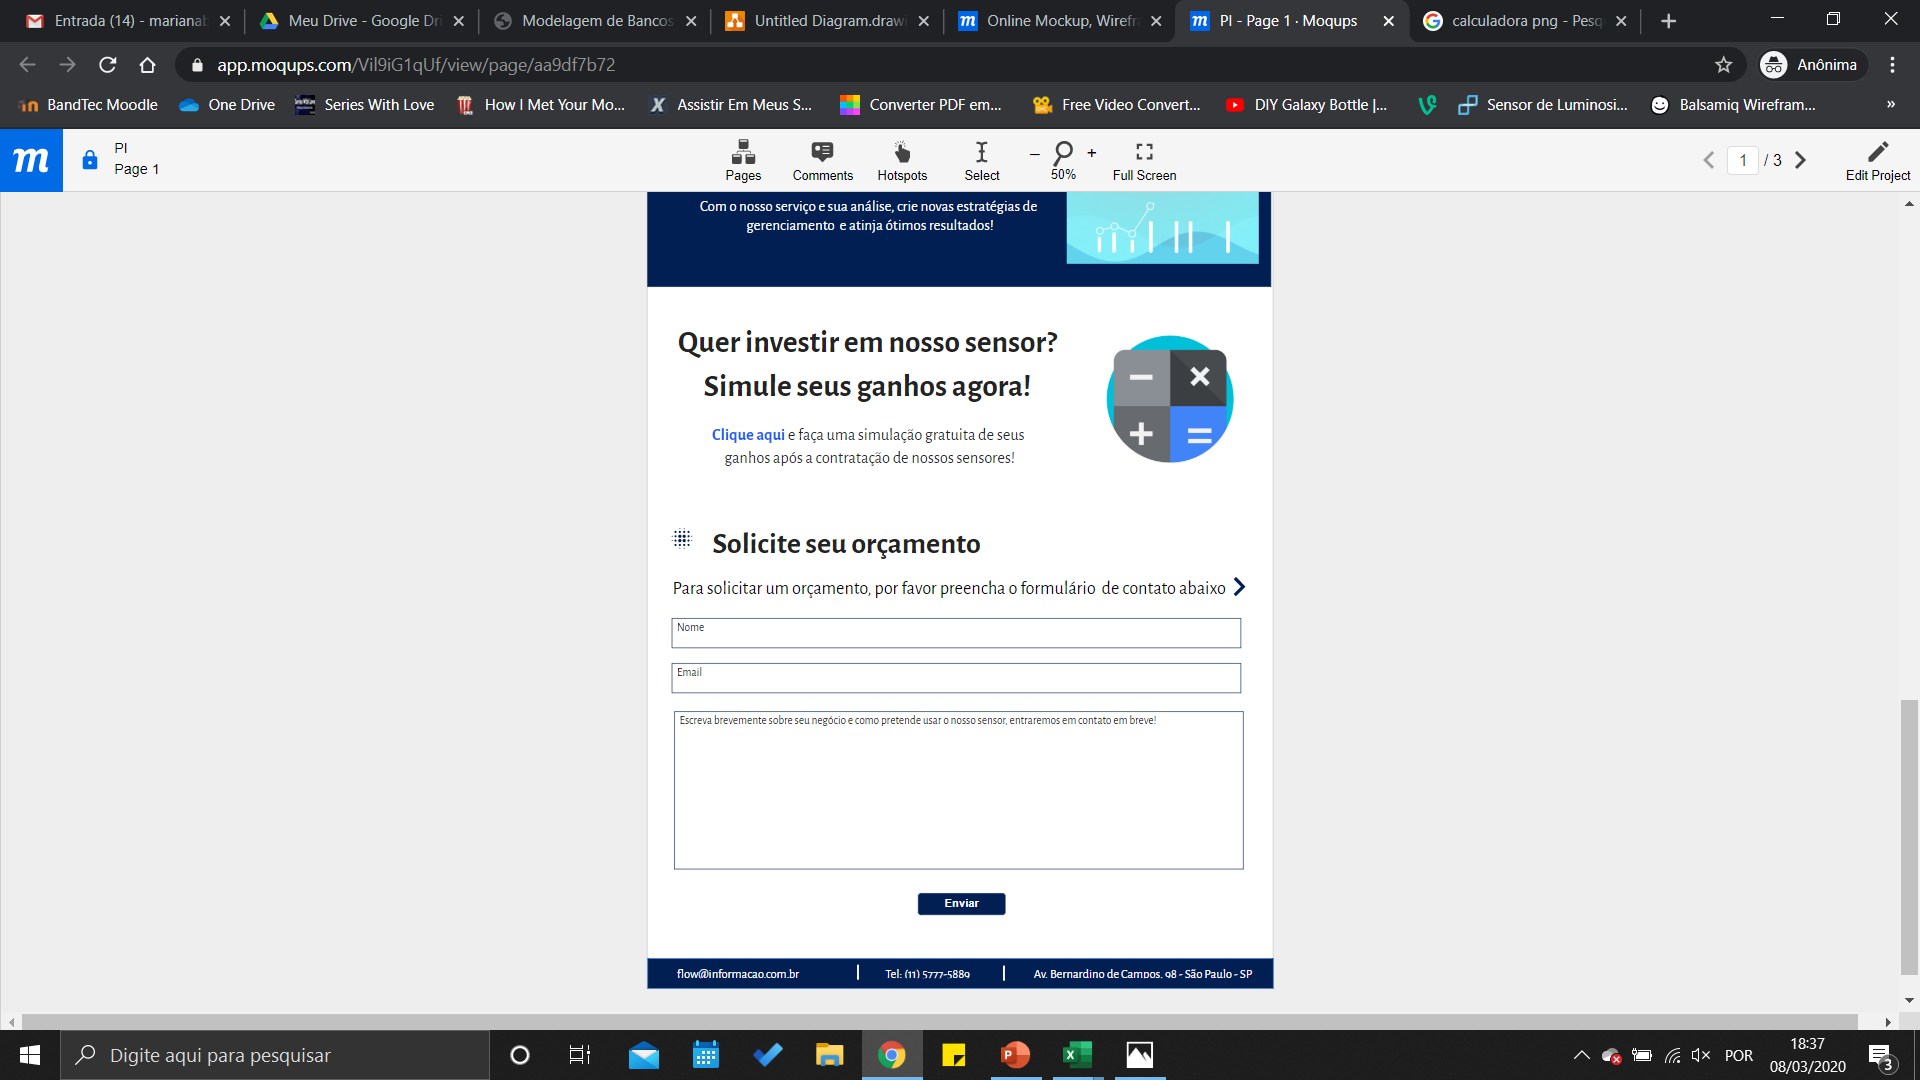 Entrada (14) - marianab
Meu Drive - Google Dri
Modelagem de Bancos
Untitled Diagram.drawi
Online Mockup, Wirefra
PI - Page 1 · Moqups
calculadora png - Pesq
app.moqups.com/Vil9iG1qUf/view/page/aa9df7b72
Anônima
BandTec Moodle
One Drive
Series With Love
How I Met Your Mo...
Assistir Em Meus S...
Converter PDF em...
Free Video Convert...
DIY Galaxy Bottle |...
Sensor de Luminosi...
Balsamiq Wirefram...
»
m
PI
Page 1
Pages
Comments
Hotspots
Select
– 50% +
Full Screen
1 / 3
Edit Project
Com o nosso serviço e sua análise, crie novas estratégias de
gerenciamento e atinja ótimos resultados!
Quer investir em nosso sensor?
Simule seus ganhos agora!
Clique aqui e faça uma simulação gratuita de seus
ganhos após a contratação de nossos sensores!
Solicite seu orçamento
Para solicitar um orçamento, por favor preencha o formulário de contato abaixo
Nome
Email
Escreva brevemente sobre seu negócio e como pretende usar o nosso sensor, entraremos em contato em breve!
Enviar
flow@informacao.com.br
Tel: (11) 5777-5889
Av. Bernardino de Campos, 98 - São Paulo - SP
Digite aqui para pesquisar
POR
18:37
08/03/2020
3